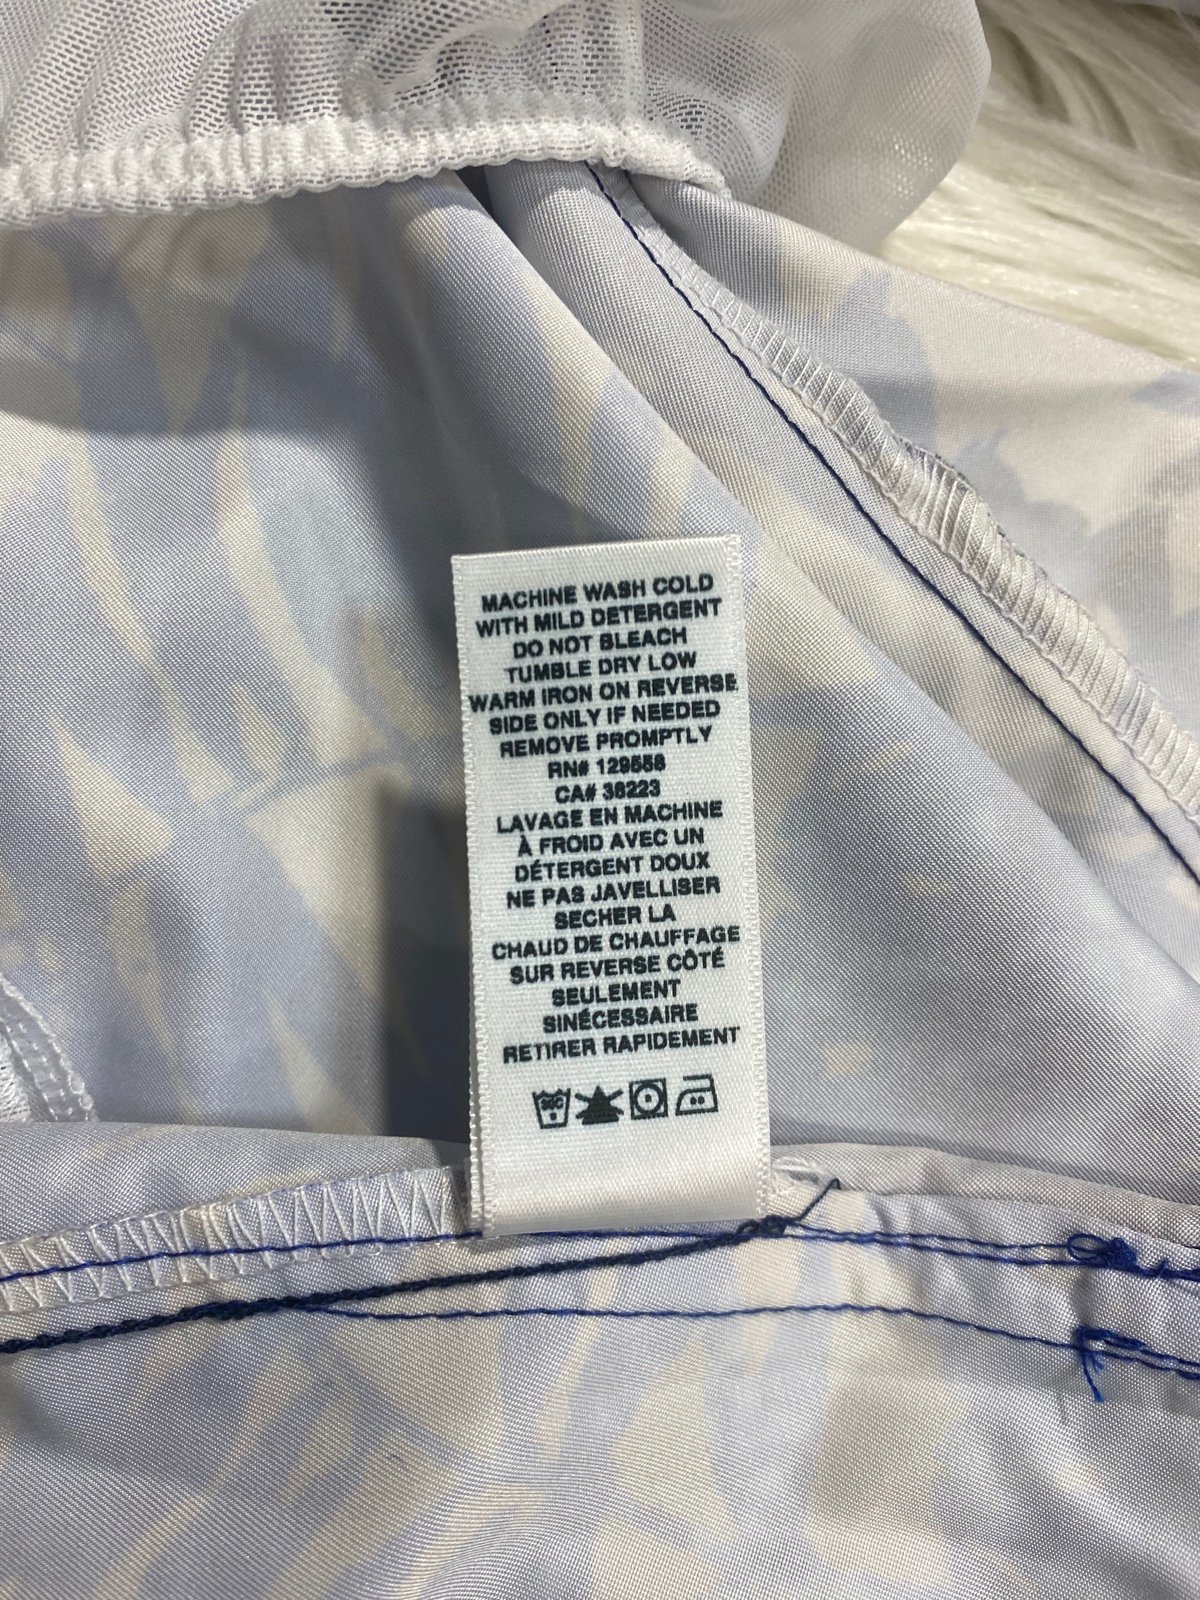 MACHINE WASH COLD
WITH MILD DETERGENT
DO NOT BLEACH
TUMBLE DRY LOW
WARM IRON ON REVERSE
SIDE ONLY IF NEEDED
REMOVE PROMPTLY
RN# 129558
CA# 38223
LAVAGE EN MACHINE
À FROID AVEC UN
DÉTERGENT DOUX
NE PAS JAVELLISER
SECHER LA
CHAUD DE CHAUFFAGE
SUR REVERSE CÔTÉ
SEULEMENT
SINÉCESSAIRE
RETIRER RAPIDEMENT
30C